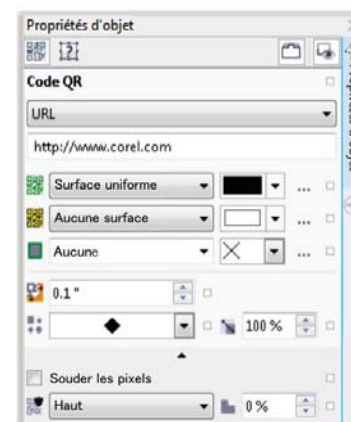 Propriétés d'objet
Code QR
URL
http://www.corel.com
Surface uniforme
Aucune surface
Aucune
0.1 "
100 %
Souder les pixels
Haut
0 %